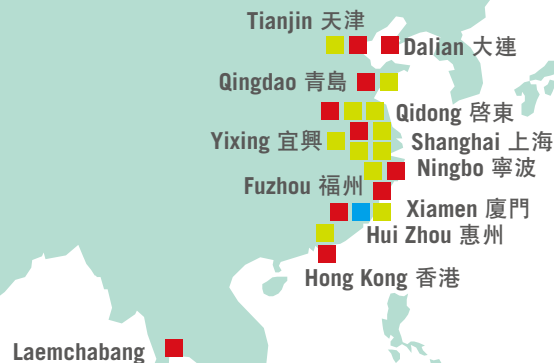 Tianjin 天津
Dalian 大連
Qingdao 青島
Qidong 啓東
Yixing 宜興
Shanghai 上海
Ningbo 寧波
Fuzhou 福州
Xiamen 廈門
Hui Zhou 惠州
Hong Kong 香港
Laemchabang